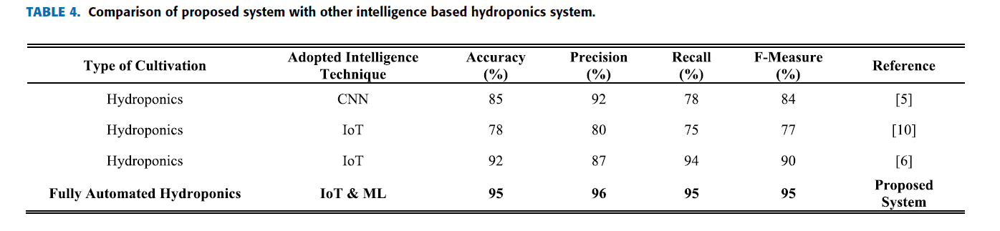 TABLE 4. Comparison of proposed system with other intelligence based hydroponics system.
Type of Cultivation Adopted Intelligence Technique Accuracy (%) Precision (%) Recall (%) F-Measure (%) Reference
Hydroponics CNN 85 92 78 84 [5]
Hydroponics IoT 78 80 75 77 [10]
Hydroponics IoT 92 87 94 90 [6]
Fully Automated Hydroponics IoT & ML 95 96 95 95 Proposed System